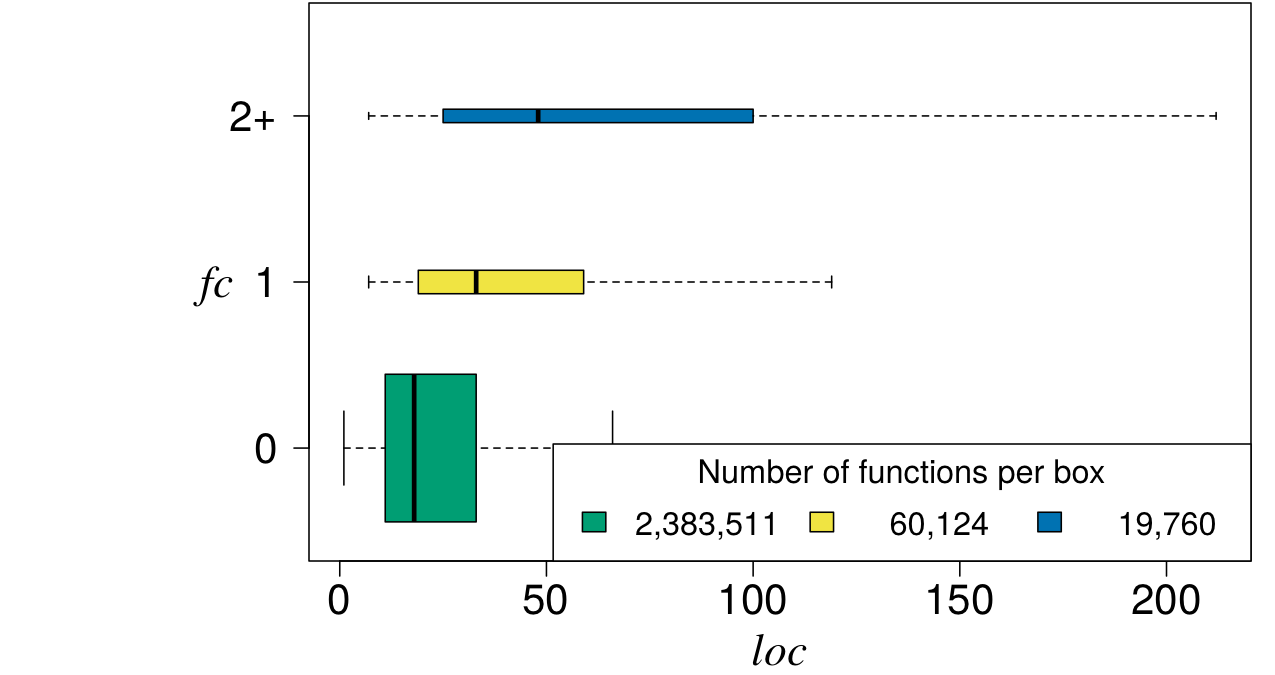 2+
fc 1
0
Number of functions per box
2,383,511 60,124 19,760
0 50 100 150 200
loc